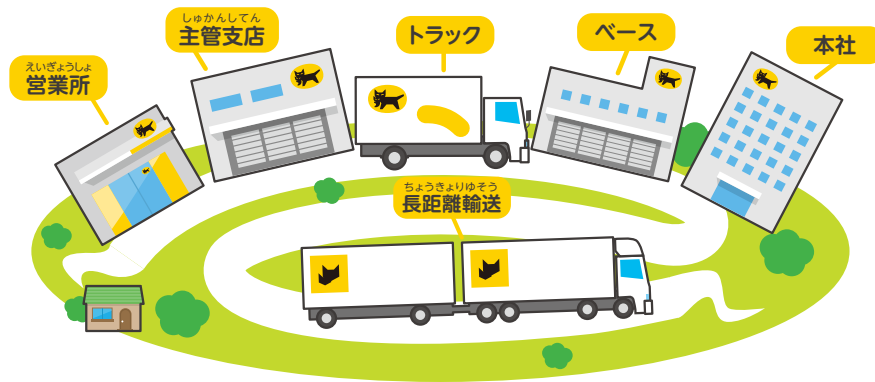 えいぎょうしょ
営業所
しゅかんしてん
主管支店
トラック
ベース
本社
ちょうきょりゆそう
長距離輸送